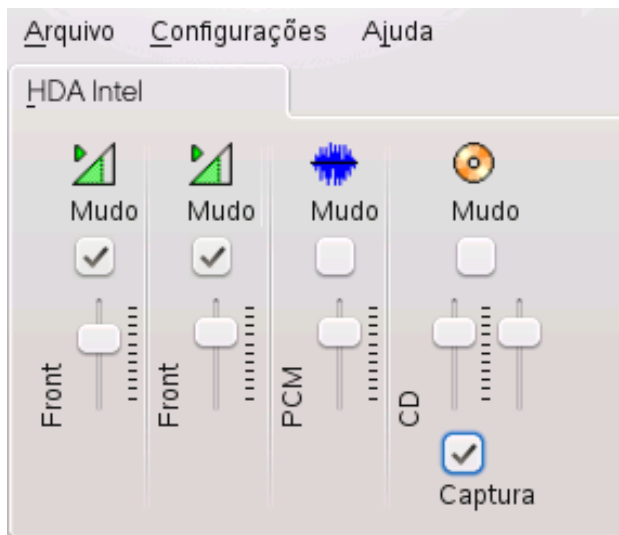 Arquivo Configurações Ajuda
HDA Intel
Mudo Mudo Mudo Mudo
Front Front PCM CD
Captura